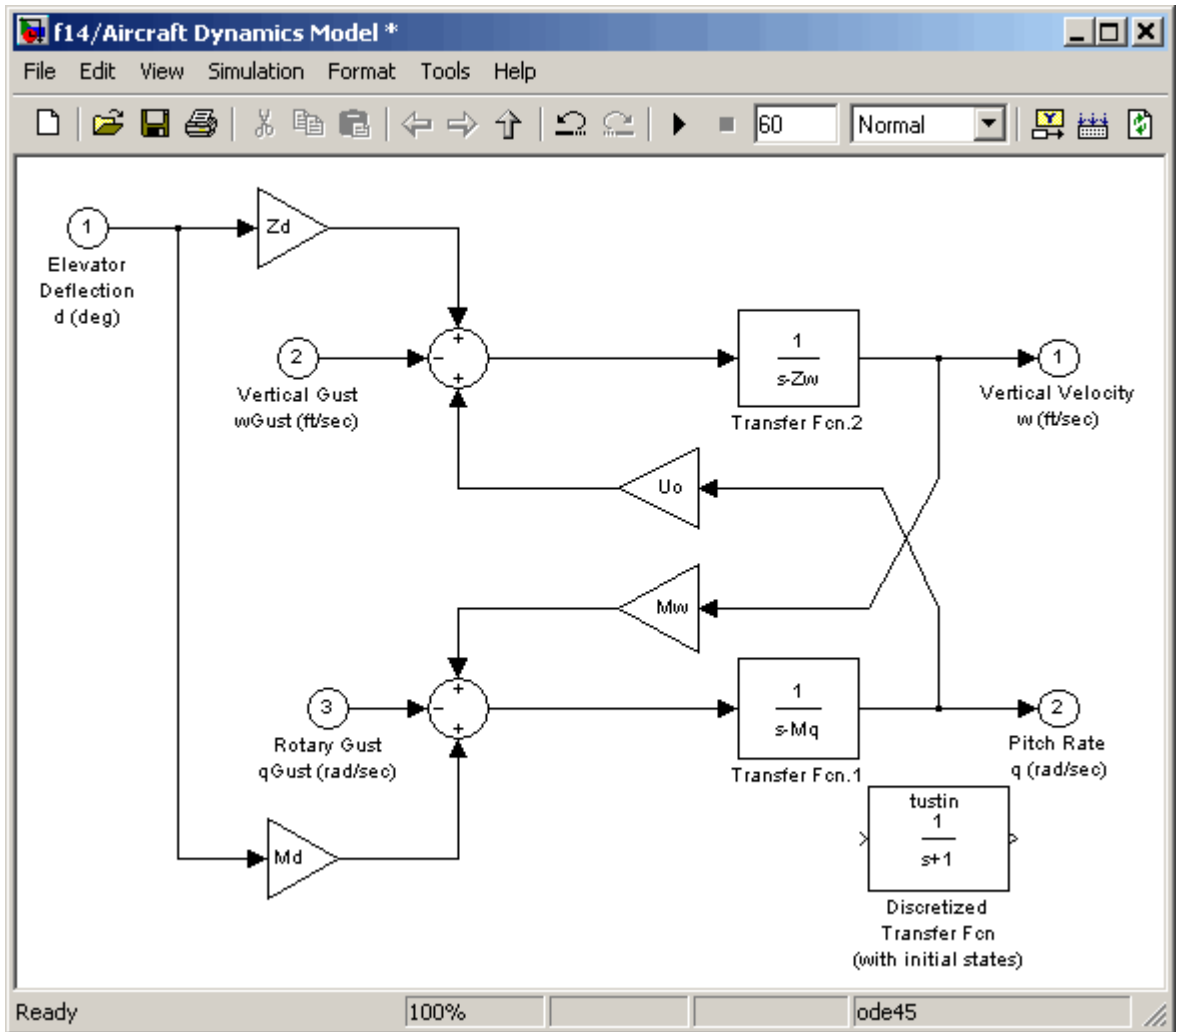 f14/Aircraft Dynamics Model *
File Edit View Simulation Format Tools Help
60 Normal
1
Elevator
Deflection
d (deg)
Zd
+
-
+
2
Vertical Gust
wGust (ft/sec)
1
s-Zw
Transfer Fcn.2
1
Vertical Velocity
w (ft/sec)
Uo
Mw
+
-
+
3
Rotary Gust
qGust (rad/sec)
1
s-Mq
Transfer Fcn.1
2
Pitch Rate
q (rad/sec)
Md
tustin
1
s+1
Discretized
Transfer Fcn
(with initial states)
Ready 100% ode45